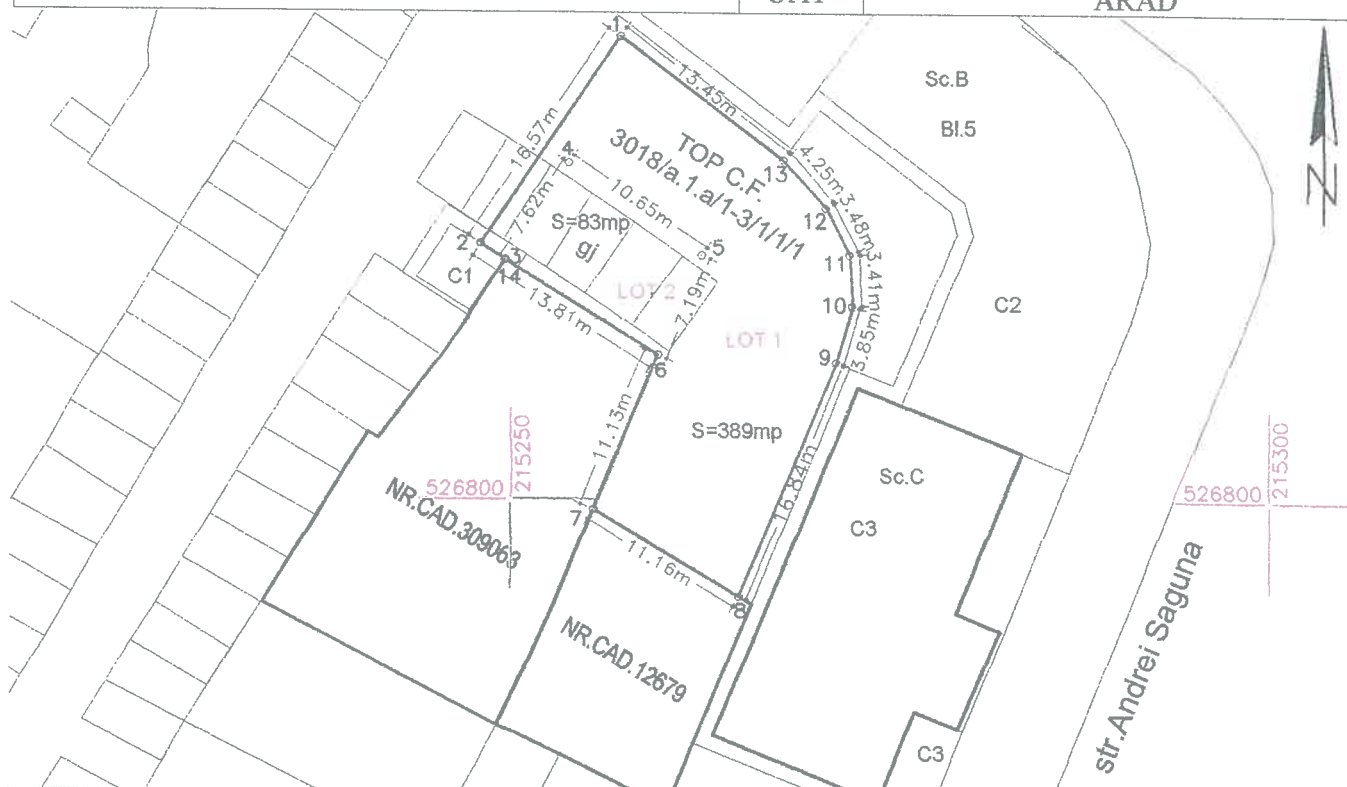 ARAD
1
13.45m
Sc.B
Bl.5
16.57m
4
TOP C.F.
3018/a.1.a/1-3/1/1/1
13
4.25m
12
3.48m
10.65m
7.62m
S=83mp
gj
5
2
3
14
C1
11
3.41m
10
C2
LOT 2
7.19m
13.81m
LOT 1
9
3.85m
6
11.13m
S=389mp
215250
526800
215300
526800
Sc.C
16.84m
NR.CAD.309063
C3
7
11.16m
8
N
NR.CAD.12679
str.Andrei Saguna
C3